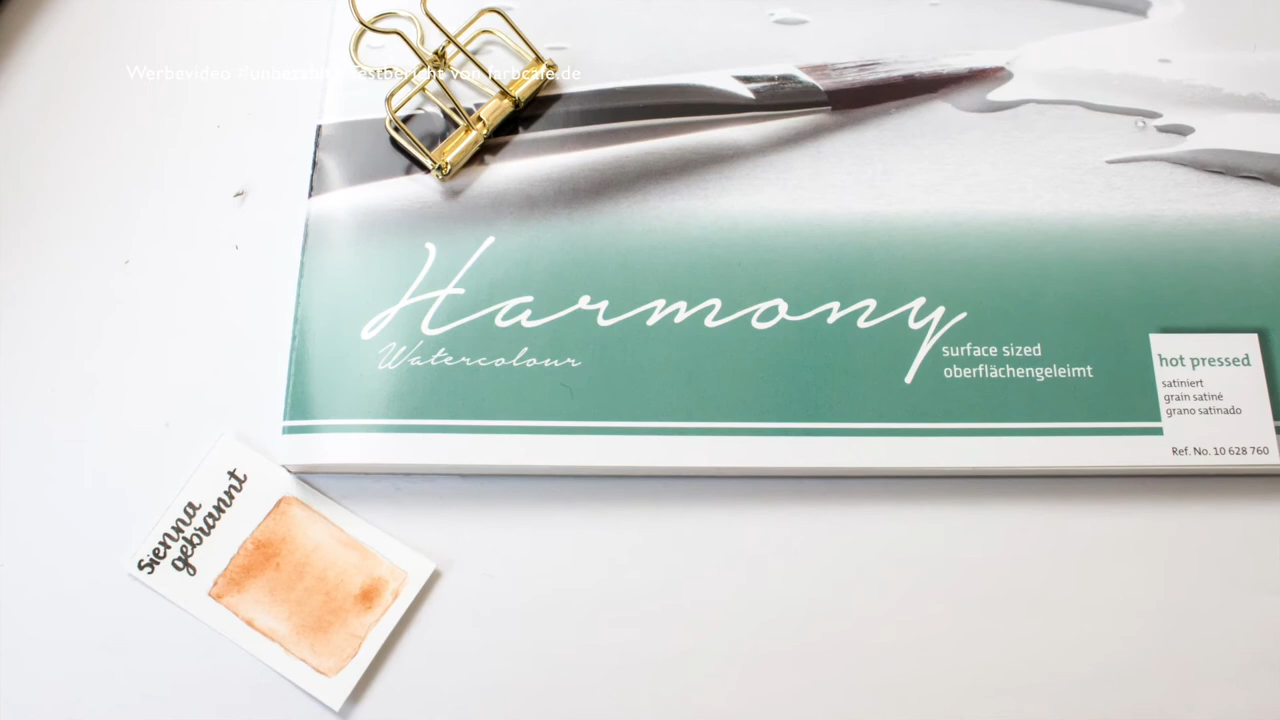 Werbevideo #unbezahlt Testbericht von farbcafe.de
Harmony
Watercolour
surface sized
oberflächengeleimt
hot pressed
satiniert
grain satiné
grano satinado
Ref. No. 10 628 760
Sienna
gebrannt